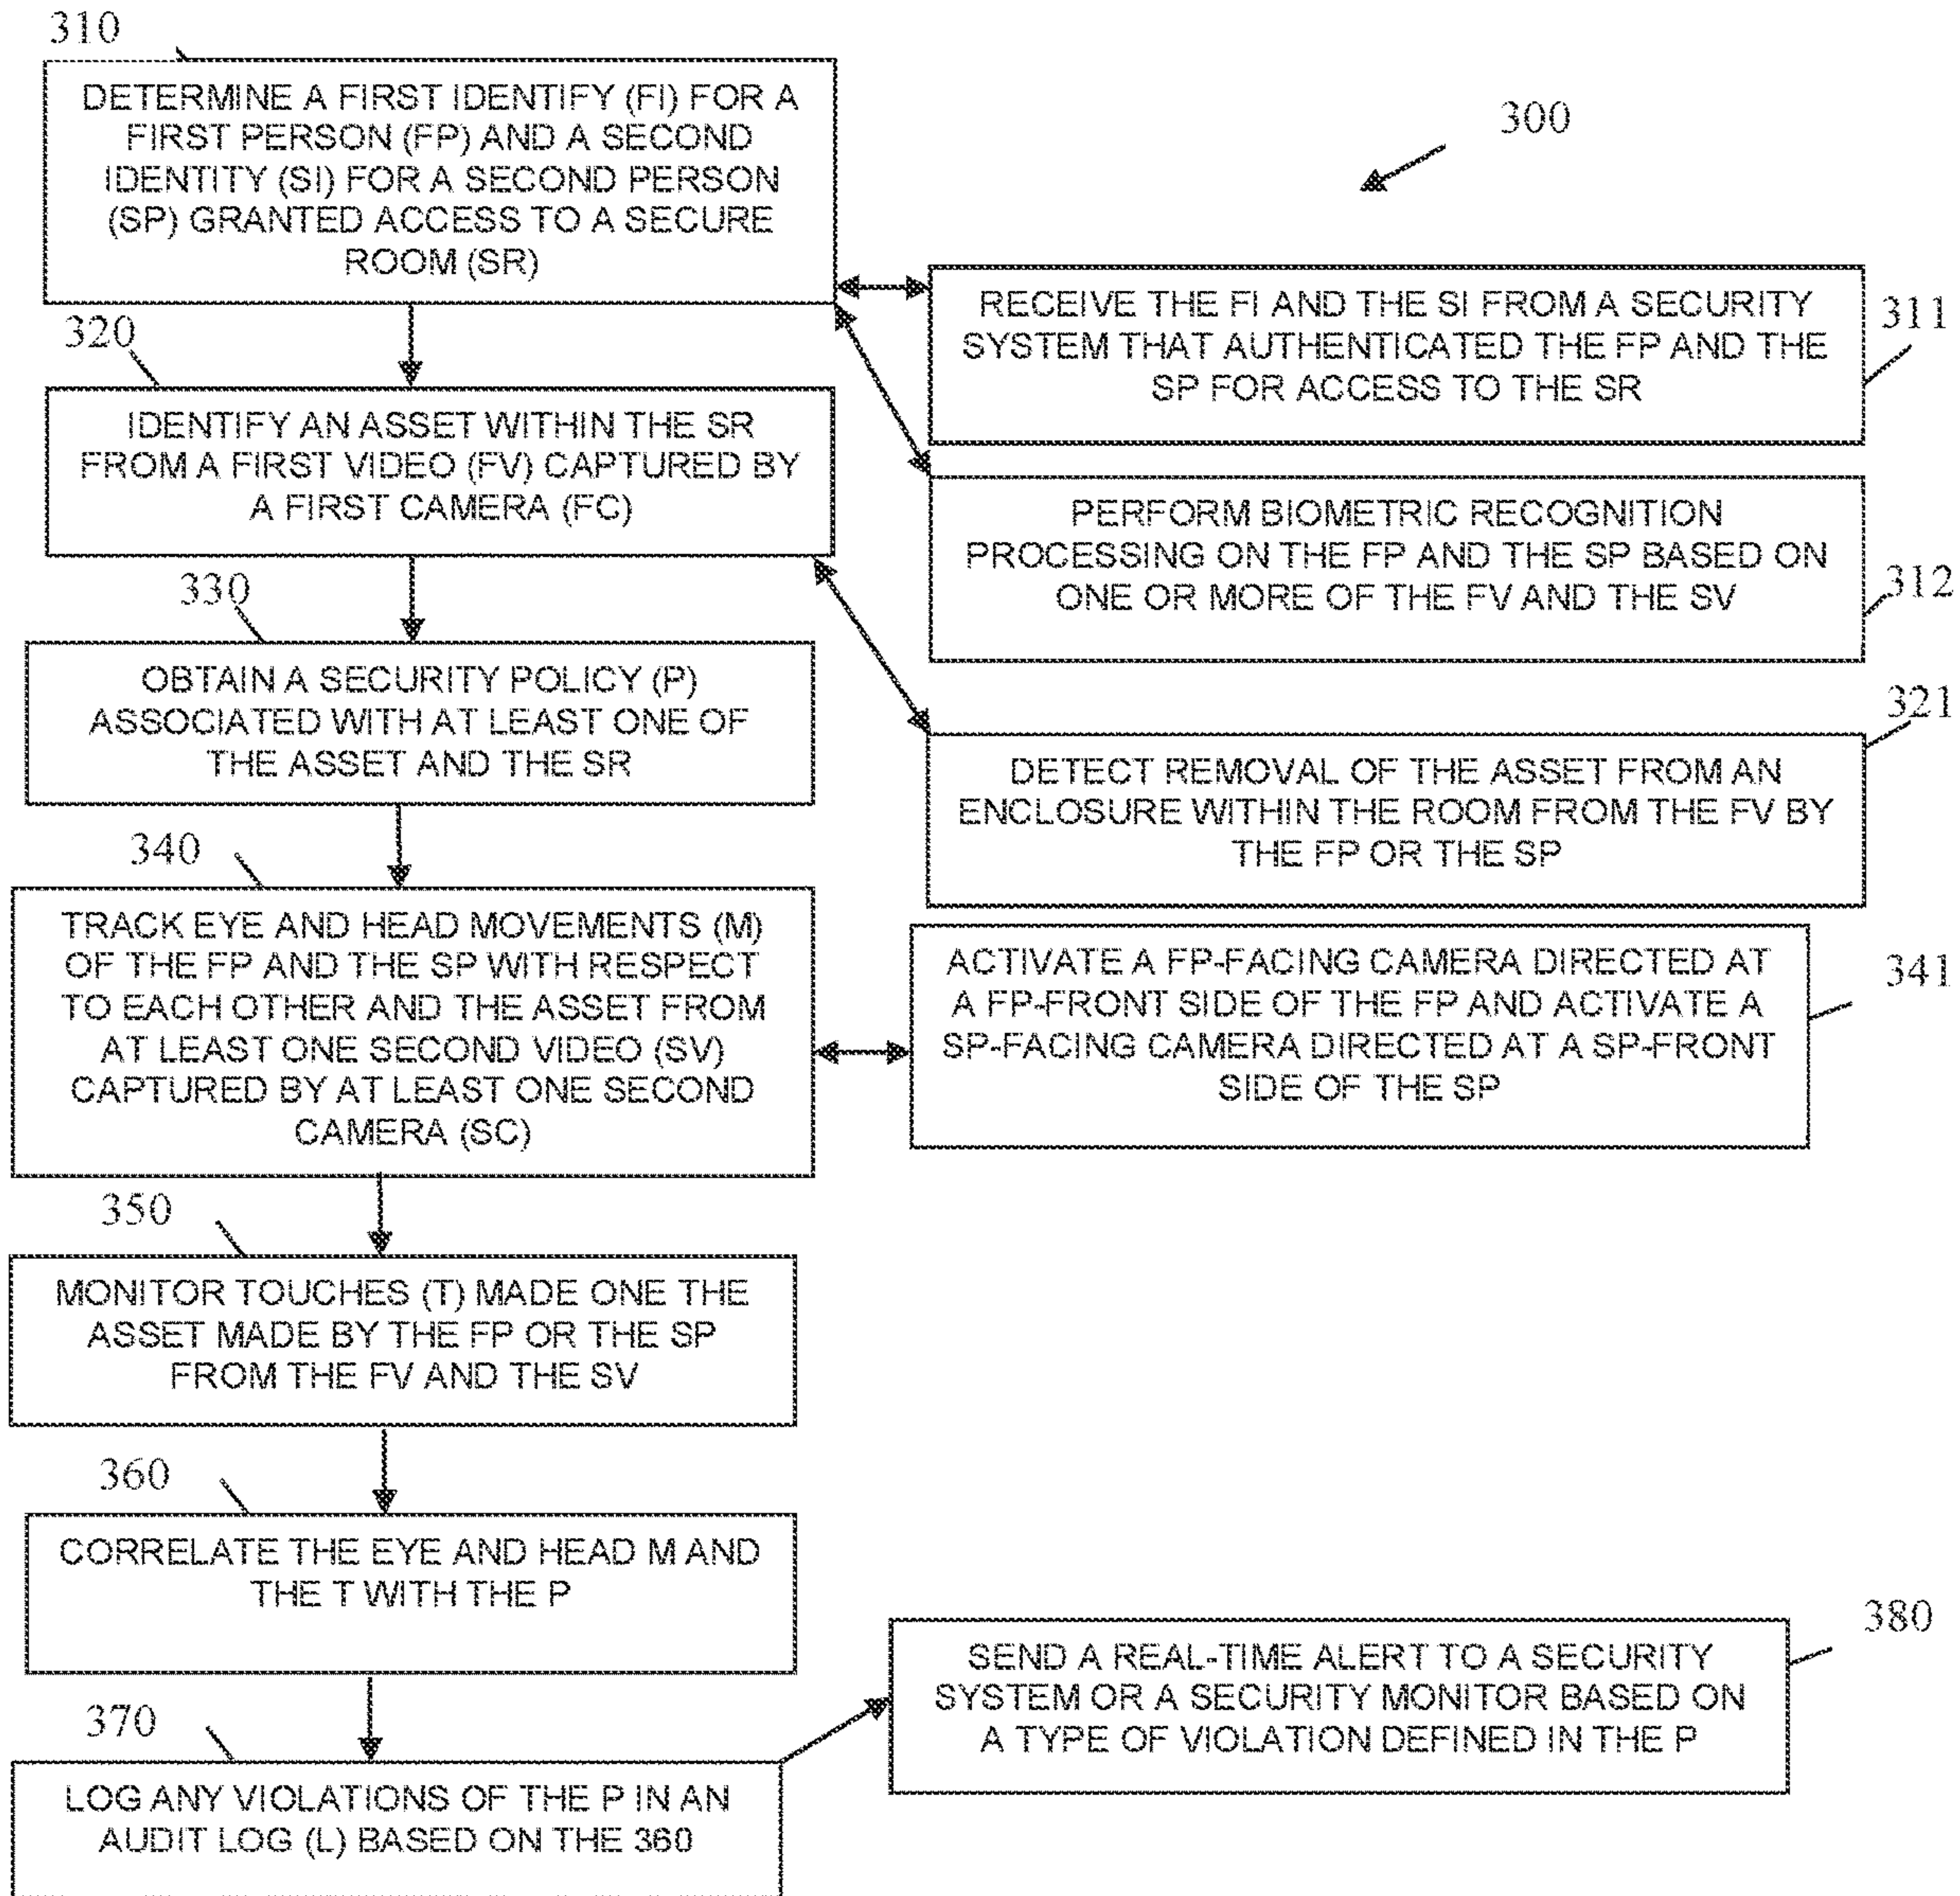 310
DETERMINE A FIRST IDENTIFY (FI) FOR A
FIRST PERSON (FP) AND A SECOND
IDENTITY (SI) FOR A SECOND PERSON
(SP) GRANTED ACCESS TO A SECURE
ROOM (SR)
300
RECEIVE THE FI AND THE SI FROM A SECURITY
SYSTEM THAT AUTHENTICATED THE FP AND THE
SP FOR ACCESS TO THE SR
311
320
IDENTIFY AN ASSET WITHIN THE SR
FROM A FIRST VIDEO (FV) CAPTURED BY
A FIRST CAMERA (FC)
PERFORM BIOMETRIC RECOGNITION
PROCESSING ON THE FP AND THE SP BASED ON
ONE OR MORE OF THE FV AND THE SV
312
330
OBTAIN A SECURITY POLICY (P)
ASSOCIATED WITH AT LEAST ONE OF
THE ASSET AND THE SR
321
DETECT REMOVAL OF THE ASSET FROM AN
ENCLOSURE WITHIN THE ROOM FROM THE FV BY
THE FP OR THE SP
340
TRACK EYE AND HEAD MOVEMENTS (M)
OF THE FP AND THE SP WITH RESPECT
TO EACH OTHER AND THE ASSET FROM
AT LEAST ONE SECOND VIDEO (SV)
CAPTURED BY AT LEAST ONE SECOND
CAMERA (SC)
ACTIVATE A FP-FACING CAMERA DIRECTED AT
A FP-FRONT SIDE OF THE FP AND ACTIVATE A
SP-FACING CAMERA DIRECTED AT A SP-FRONT
SIDE OF THE SP
341
350
MONITOR TOUCHES (T) MADE ONE THE
ASSET MADE BY THE FP OR THE SP
FROM THE FV AND THE SV
360
CORRELATE THE EYE AND HEAD M AND
THE T WITH THE P
380
SEND A REAL-TIME ALERT TO A SECURITY
SYSTEM OR A SECURITY MONITOR BASED ON
A TYPE OF VIOLATION DEFINED IN THE P
370
LOG ANY VIOLATIONS OF THE P IN AN
AUDIT LOG (L) BASED ON THE 360